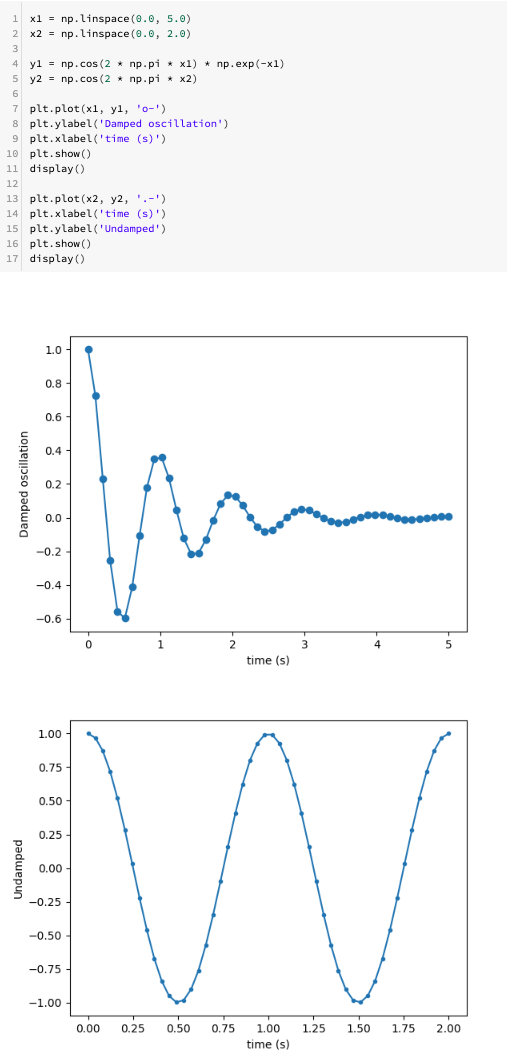 1 x1 = np.linspace(0.0, 5.0)
2 x2 = np.linspace(0.0, 2.0)
3
4 y1 = np.cos(2 * np.pi * x1) * np.exp(-x1)
5 y2 = np.cos(2 * np.pi * x2)
6
7 plt.plot(x1, y1, 'o-')
8 plt.ylabel('Damped oscillation')
9 plt.xlabel('time (s)')
10 plt.show()
11 display()
12
13 plt.plot(x2, y2, '.-')
14 plt.xlabel('time (s)')
15 plt.ylabel('Undamped')
16 plt.show()
17 display()
Damped oscillation
1.0
0.8
0.6
0.4
0.2
0.0
−0.2
−0.4
−0.6
0 1 2 3 4 5
time (s)
Undamped
1.00
0.75
0.50
0.25
0.00
−0.25
−0.50
−0.75
−1.00
0.00 0.25 0.50 0.75 1.00 1.25 1.50 1.75 2.00
time (s)